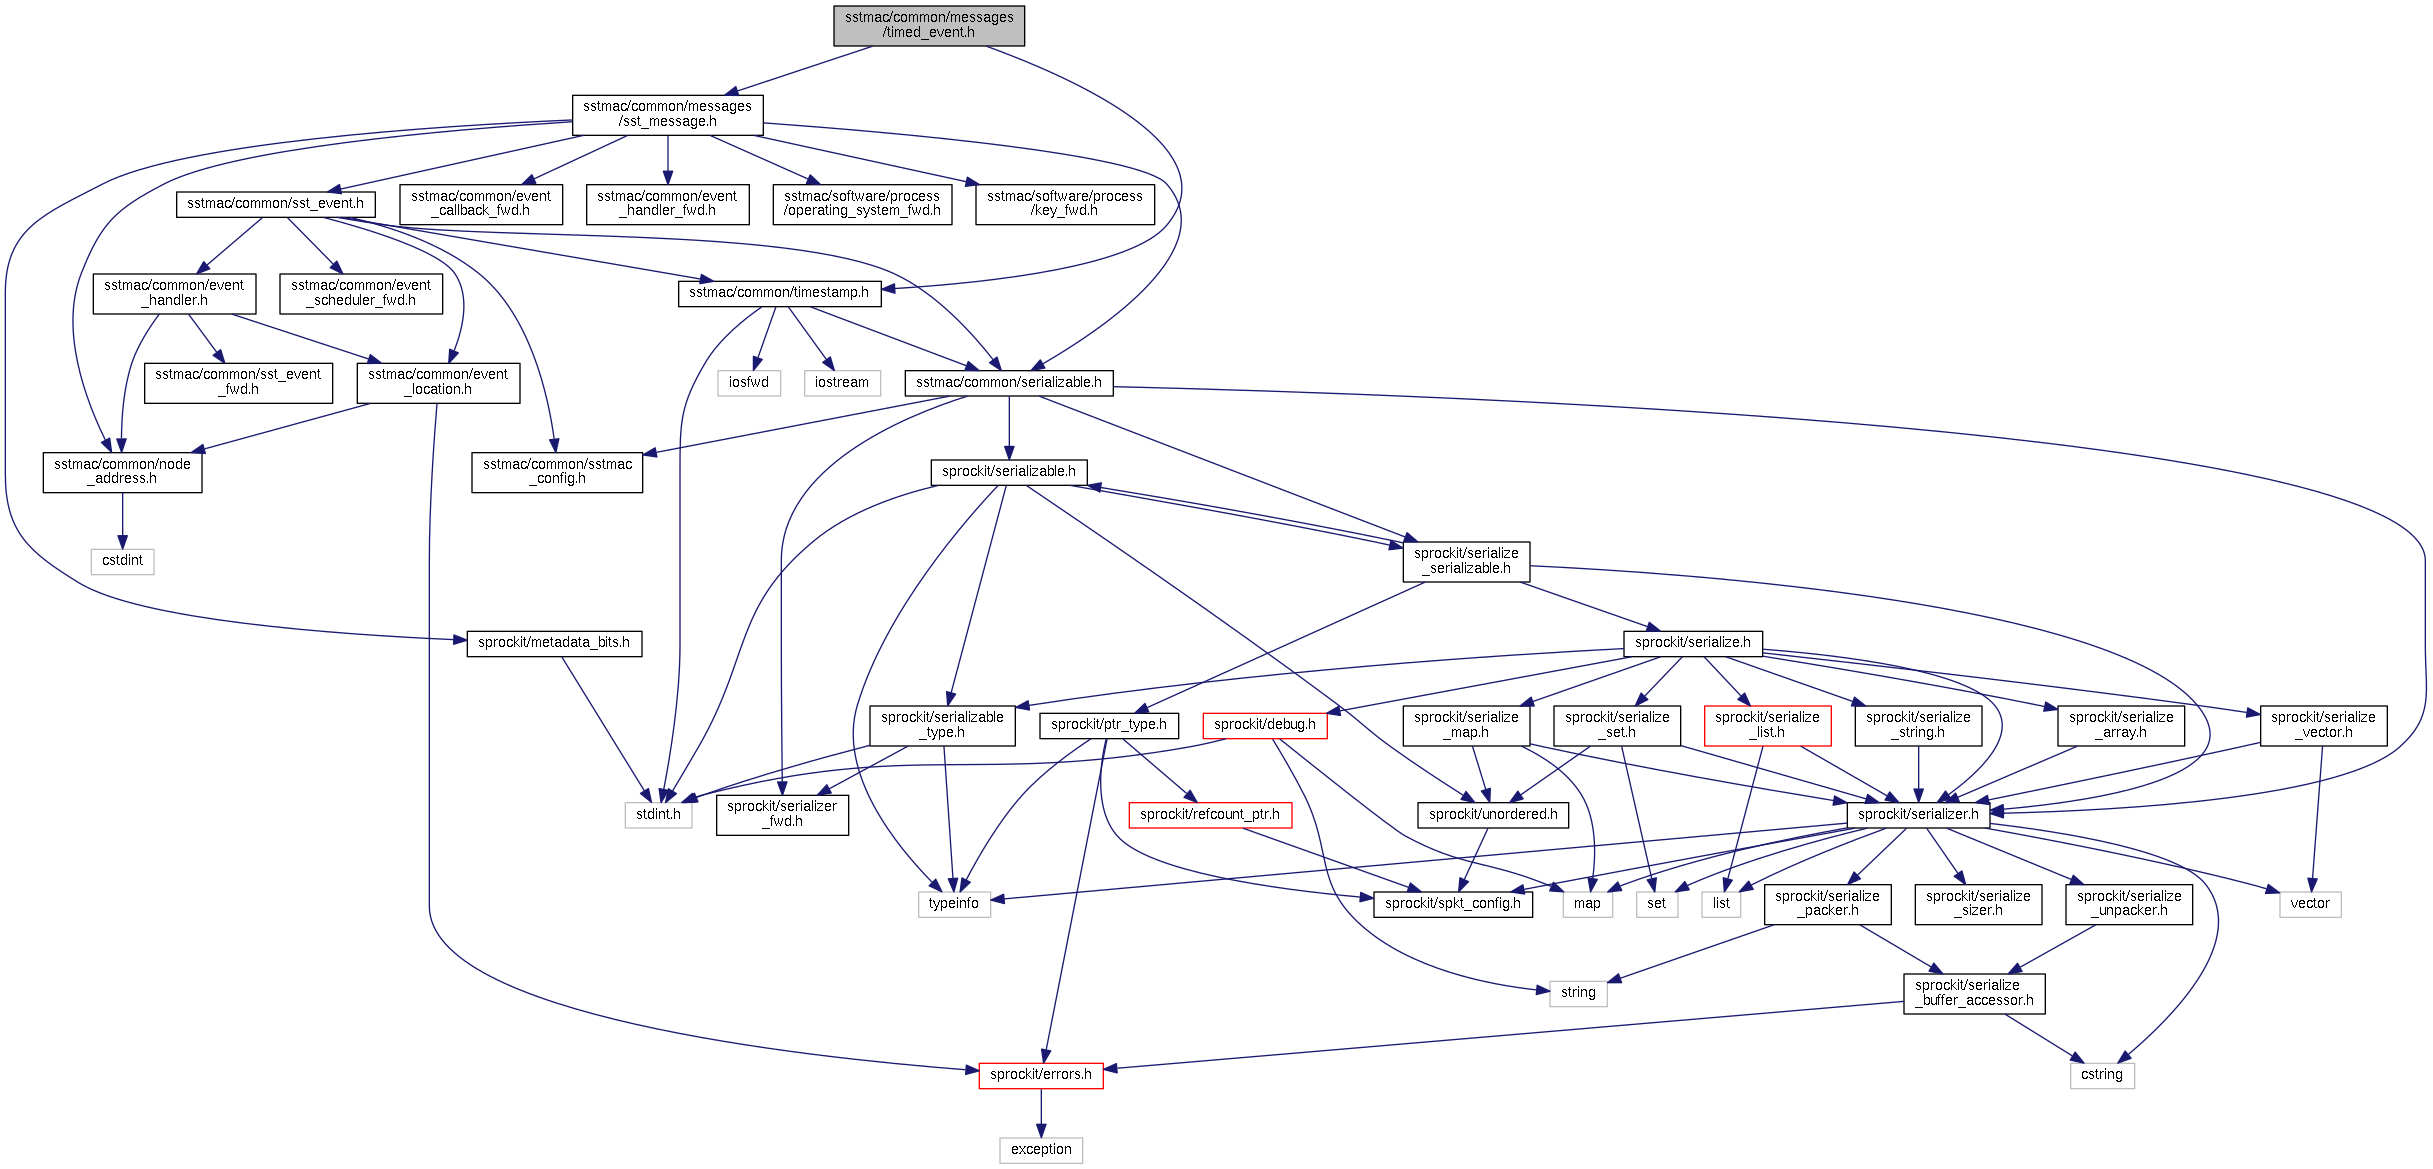 sstmac/common/messages
/timed_event.h
sstmac/common/messages
/sst_message.h
sstmac/common/sst_event.h
sstmac/common/event
_callback_fwd.h
sstmac/common/event
_handler_fwd.h
sstmac/software/process
/operating_system_fwd.h
sstmac/software/process
/key_fwd.h
sstmac/common/event
_handler.h
sstmac/common/event
_scheduler_fwd.h
sstmac/common/timestamp.h
sstmac/common/sst_event
_fwd.h
sstmac/common/event
_location.h
iosfwd
iostream
sstmac/common/serializable.h
sstmac/common/node
_address.h
sstmac/common/sstmac
_config.h
sprockit/serializable.h
cstdint
sprockit/serialize
_serializable.h
sprockit/metadata_bits.h
sprockit/serialize.h
sprockit/serializable
_type.h
sprockit/ptr_type.h
sprockit/debug.h
sprockit/serialize
_map.h
sprockit/serialize
_set.h
sprockit/serialize
_list.h
sprockit/serialize
_string.h
sprockit/serialize
_array.h
sprockit/serialize
_vector.h
stdint.h
sprockit/serializer
_fwd.h
sprockit/refcount_ptr.h
sprockit/unordered.h
sprockit/serializer.h
typeinfo
sprockit/spkt_config.h
map
set
list
sprockit/serialize
_packer.h
sprockit/serialize
_sizer.h
sprockit/serialize
_unpacker.h
vector
string
sprockit/serialize
_buffer_accessor.h
sprockit/errors.h
cstring
exception